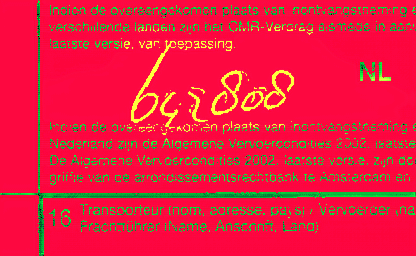 Indien de overeengekomen plaats van inontvangstneming e
verschillende landen zijn het CMR-Verdrag alsmede in aanv
laatste versie, van toepassing.
642808
NL
Indien de overeengekomen plaats van inontvangstneming e
Nederland zijn de Algemene Vervoercondities 2002, laatste
De Algemene Vervoercondities 2002, laatste versie, zijn do
griffie van de arrondissementsrechtbank te Amsterdam en
16 Transporteur (nom, adresse, pays) / Vervoerder (na
Frachtführer (Name, Anschrift, Land)